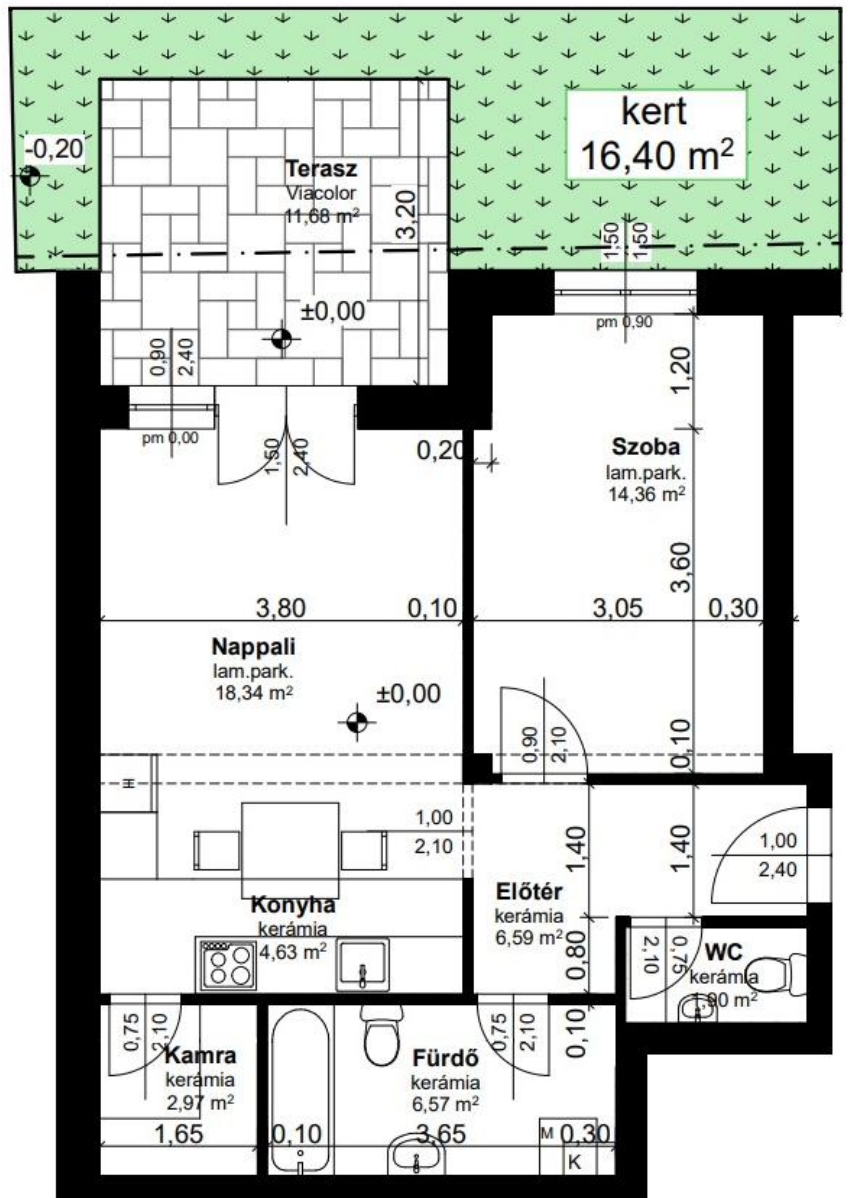 kert
16,40 m²
-0,20
Terasz
Viacolor
11,68 m²
3,20
1,50
1,50
±0,00
pm 0,90
0,90
2,40
pm 0,00
1,50
2,40
1,20
0,20
Szoba
lam.park.
14,36 m²
3,60
3,80
0,10
3,05
0,30
Nappali
lam.park.
18,34 m²
±0,00
0,90
2,10
0,10
H
1,00
2,10
1,40
1,40
1,00
2,40
Konyha
kerámia
4,63 m²
Előtér
kerámia
6,59 m²
0,80
2,10
0,75
WC
kerámia
1,90 m²
0,75
2,10
Kamra
kerámia
2,97 m²
Fürdő
kerámia
6,57 m²
0,75
2,10
0,10
1,65
0,10
3,65
M
0,30
K